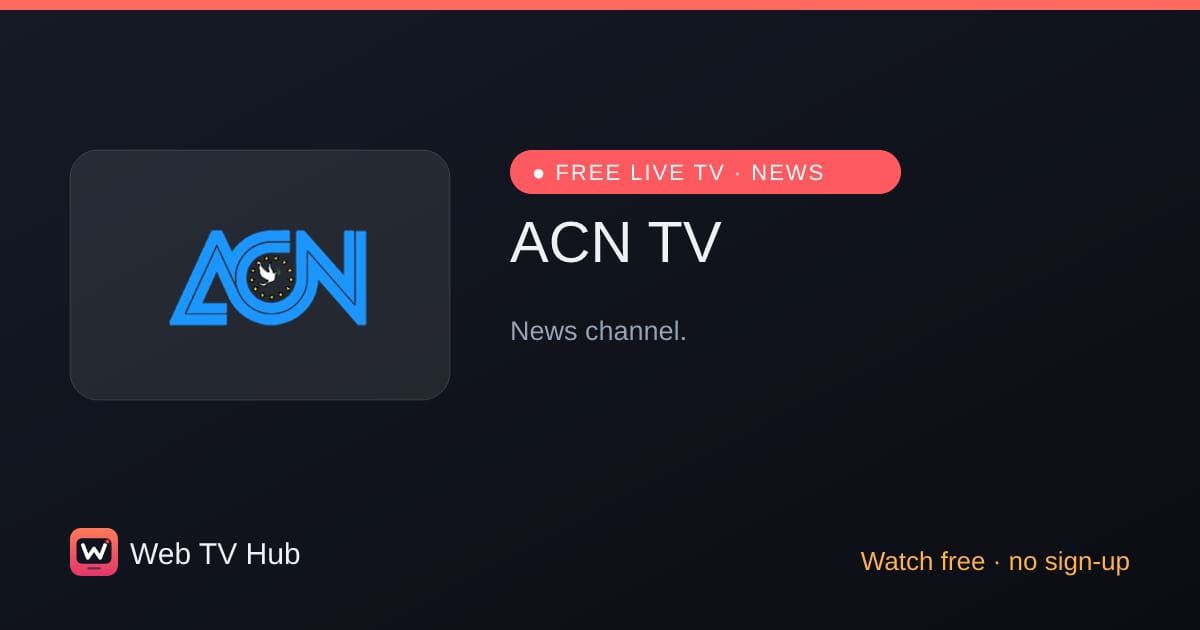 ACN
FREE LIVE TV · NEWS
ACN TV
News channel.
W
Web TV Hub
Watch free · no sign-up